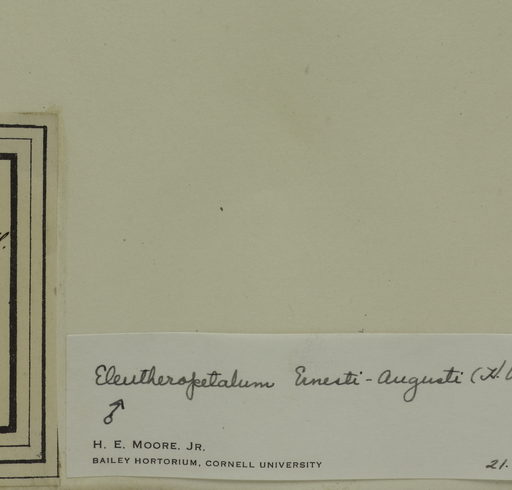 Eleutheropetalum Ernesti-Augusti (H.
♂
H. E. MOORE, JR.
BAILEY HORTORIUM, CORNELL UNIVERSITY
21.